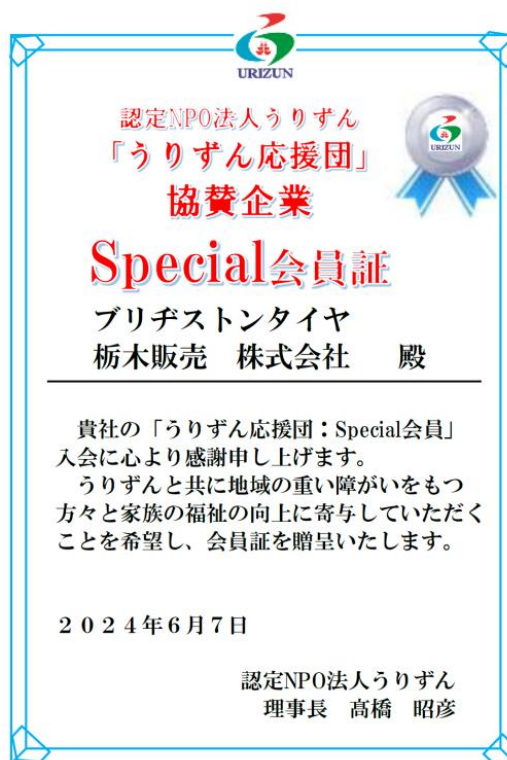 URIZUN
認定NPO法人うりずん
「うりずん応援団」
協賛企業
URIZUN
Special会員証
ブリヂストンタイヤ
栃木販売　株式会社　殿
貴社の「うりずん応援団：Special会員」
入会に心より感謝申し上げます。
うりずんと共に地域の重い障がいをもつ
方々と家族の福祉の向上に寄与していただく
ことを希望し、会員証を贈呈いたします。
２０２４年６月７日
認定NPO法人うりずん
理事長　髙橋　昭彦